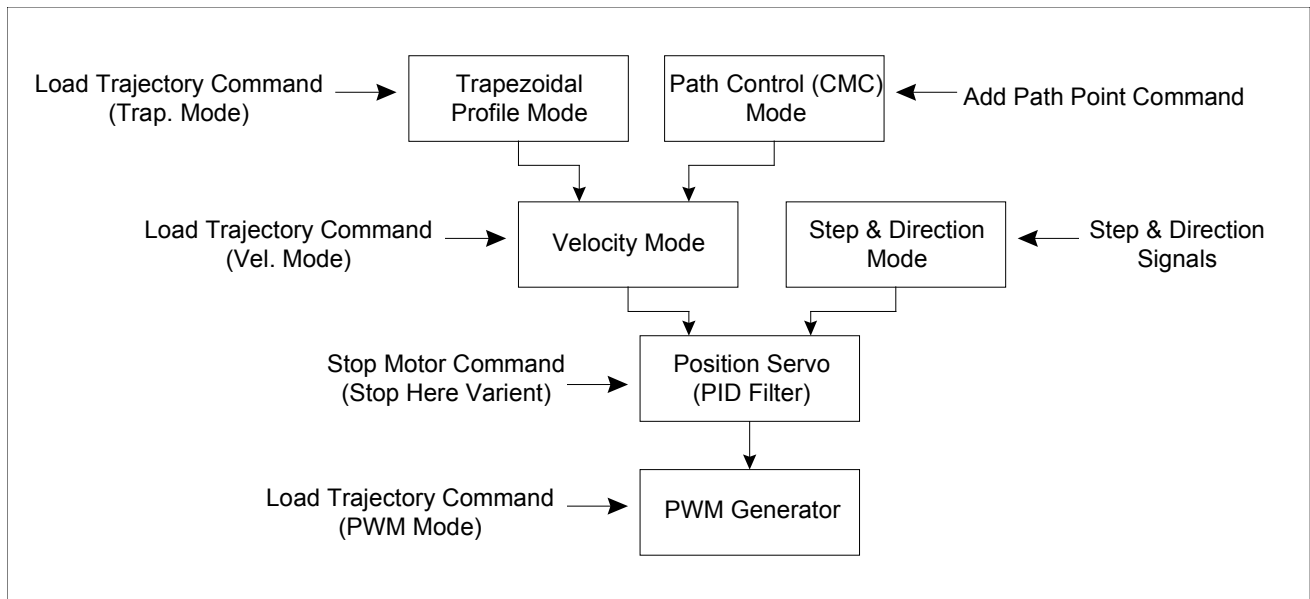 Load Trajectory Command
(Trap. Mode)
Trapezoidal
Profile Mode
Path Control (CMC)
Mode
Add Path Point Command
Load Trajectory Command
(Vel. Mode)
Velocity Mode
Step & Direction
Mode
Step & Direction
Signals
Stop Motor Command
(Stop Here Varient)
Position Servo
(PID Filter)
Load Trajectory Command
(PWM Mode)
PWM Generator